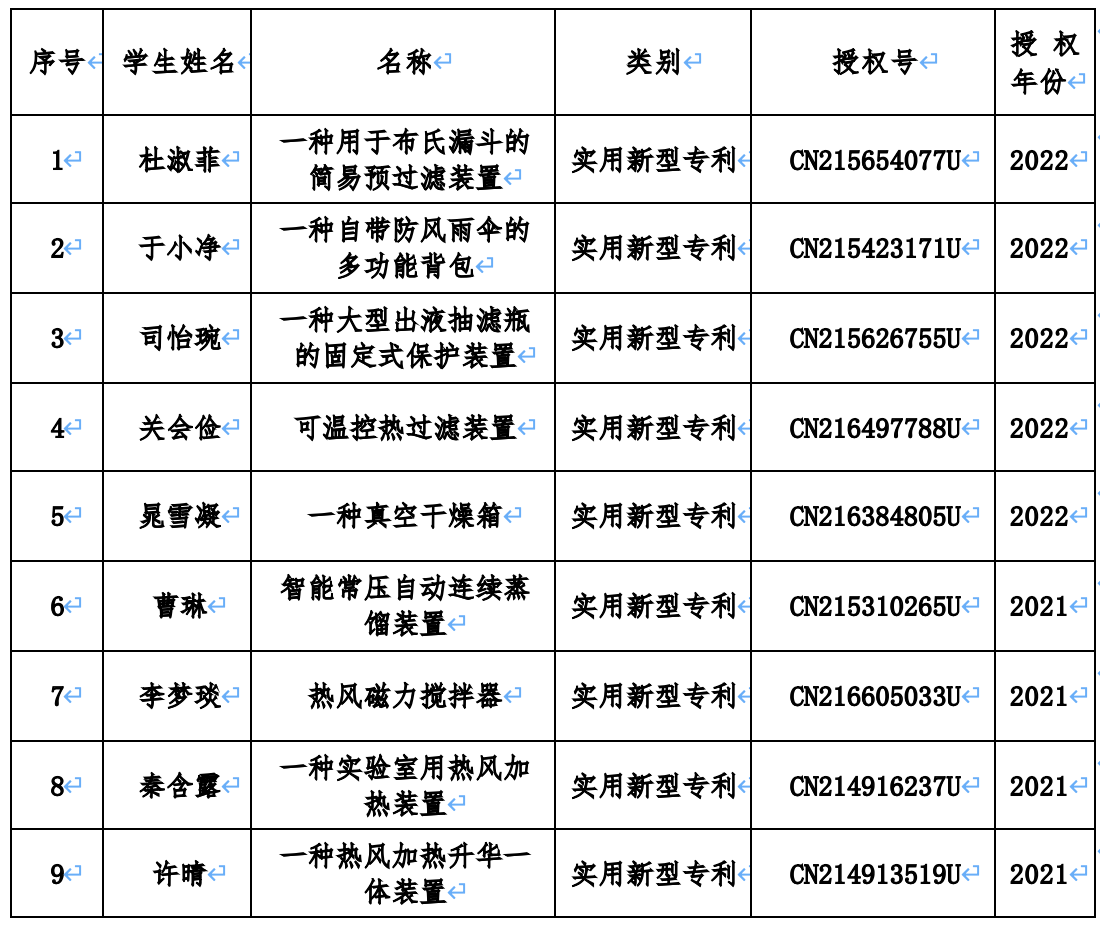 序号 学生姓名 名称 类别 授权号 授权
年份
1 杜淑菲 一种用于布氏漏斗的
简易预过滤装置 实用新型专利 CN215654077U 2022
2 于小净 一种自带防风雨伞的
多功能背包 实用新型专利 CN215423171U 2022
3 司怡琬 一种大型出液抽滤瓶
的固定式保护装置 实用新型专利 CN215626755U 2022
4 关会俭 可温控热过滤装置 实用新型专利 CN216497788U 2022
5 晁雪凝 一种真空干燥箱 实用新型专利 CN216384805U 2022
6 曹琳 智能常压自动连续蒸
馏装置 实用新型专利 CN215310265U 2021
7 李梦琰 热风磁力搅拌器 实用新型专利 CN216605033U 2021
8 秦含露 一种实验室用热风加
热装置 实用新型专利 CN214916237U 2021
9 许晴 一种热风加热升华一
体装置 实用新型专利 CN214913519U 2021